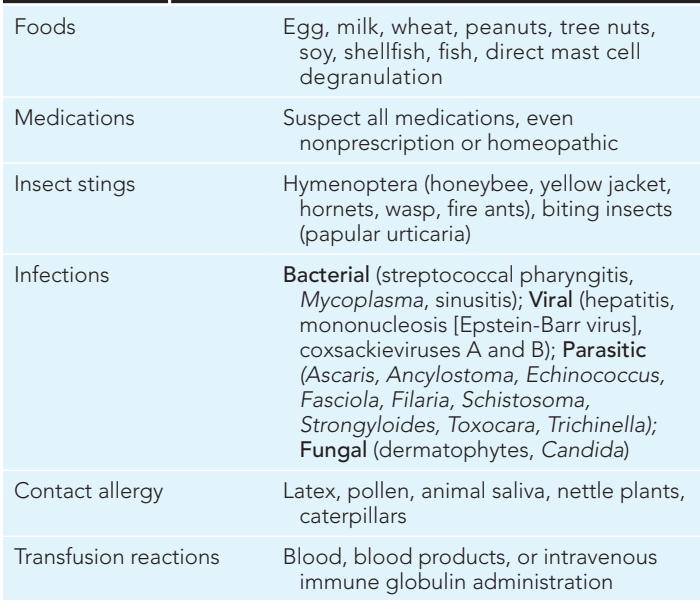 Foods
Egg, milk, wheat, peanuts, tree nuts,
soy, shellfish, fish, direct mast cell
degranulation
Medications
Suspect all medications, even
nonprescription or homeopathic
Insect stings
Hymenoptera (honeybee, yellow jacket,
hornets, wasp, fire ants), biting insects
(papular urticaria)
Infections
Bacterial (streptococcal pharyngitis,
Mycoplasma, sinusitis); Viral (hepatitis,
mononucleosis [Epstein-Barr virus],
coxsackieviruses A and B); Parasitic
(Ascaris, Ancylostoma, Echinococcus,
Fasciola, Filaria, Schistosoma,
Strongyloides, Toxocara, Trichinella);
Fungal (dermatophytes, Candida)
Contact allergy
Latex, pollen, animal saliva, nettle plants,
caterpillars
Transfusion reactions
Blood, blood products, or intravenous
immune globulin administration